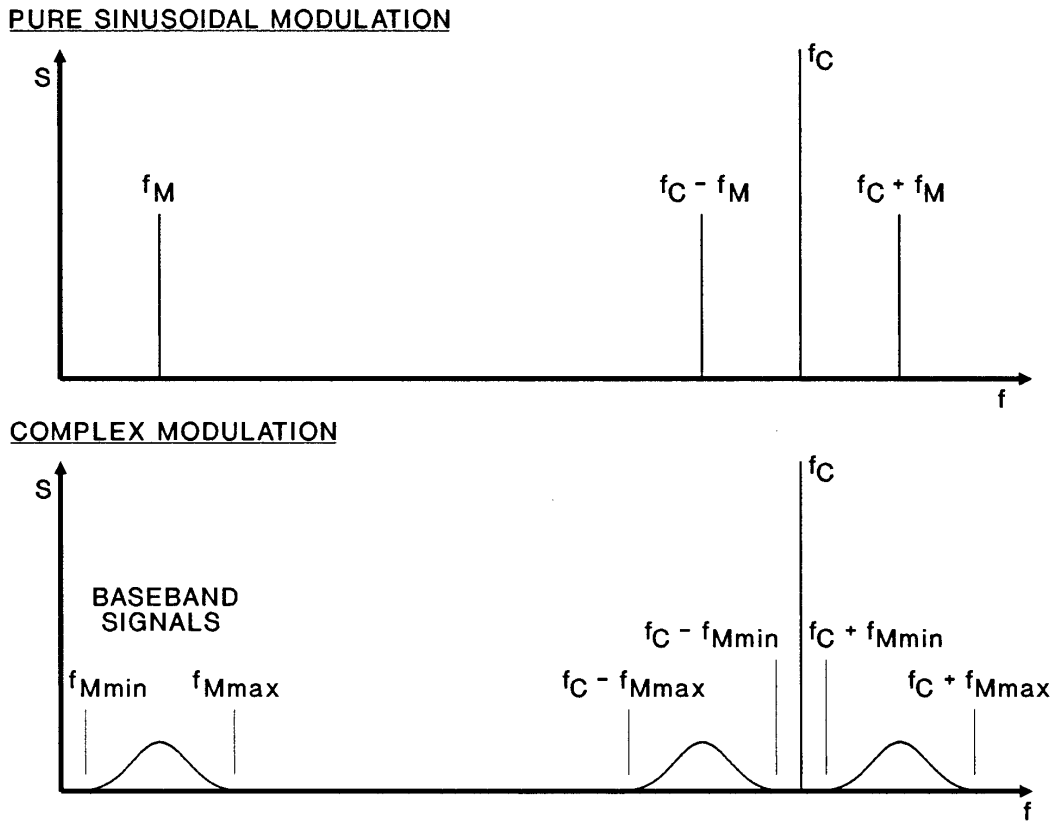 PURE SINUSOIDAL MODULATION
S
fC
fM
fC - fM
fC + fM
f
COMPLEX MODULATION
S
fC
BASEBAND
SIGNALS
fC - fMmin
fC + fMmin
fMmin
fMmax
fC - fMmax
fC + fMmax
f